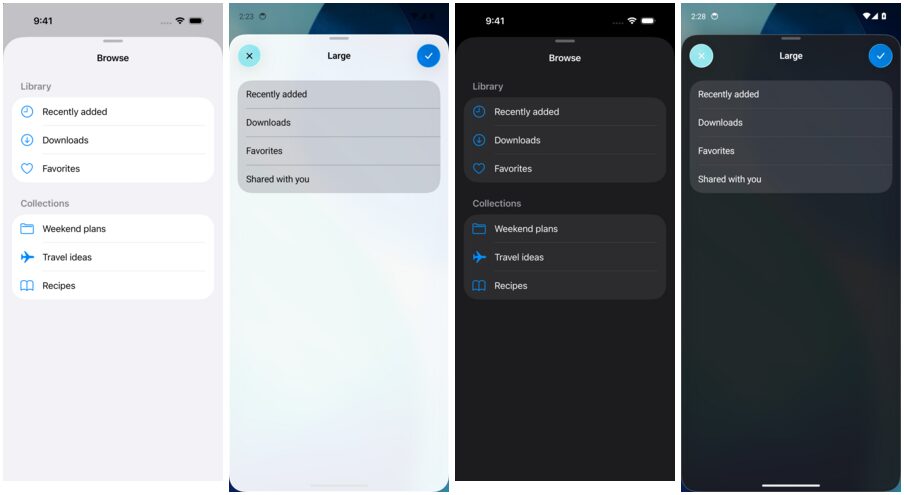 9:41
Browse
Library
Recently added
Downloads
Favorites
Collections
Weekend plans
Travel ideas
Recipes
2:23
Large
Recently added
Downloads
Favorites
Shared with you
9:41
Browse
Library
Recently added
Downloads
Favorites
Collections
Weekend plans
Travel ideas
Recipes
2:28
Large
Recently added
Downloads
Favorites
Shared with you